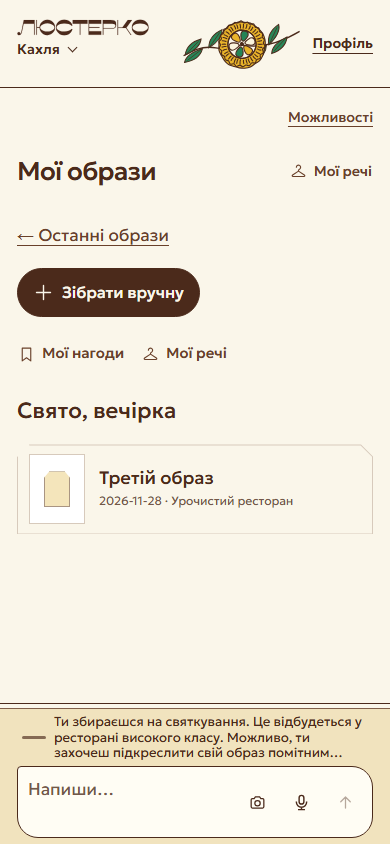 ЛЮСТЕРКО
Кахля
Профіль
Можливості
Мої образи
Мої речі
← Останні образи
Зібрати вручну
Мої нагоди
Мої речі
Свято, вечірка
Третій образ
2026-11-28 · Урочистий ресторан
Ти збираєшся на святкування. Це відбудеться у
ресторані високого класу. Можливо, ти
захочеш підкреслити свій образ помітним…
Напиши…